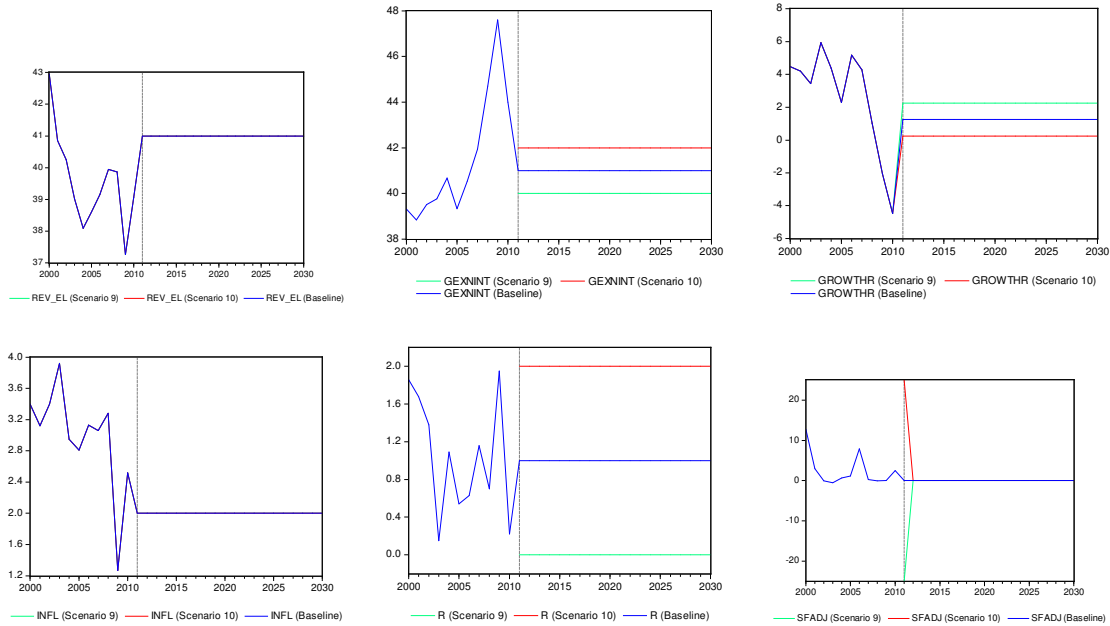 43
42
41
40
39
38
37
2000 2005 2010 2015 2020 2025 2030
REV_EL (Scenario 9) REV_EL (Scenario 10) REV_EL (Baseline)
48
46
44
42
40
38
2000 2005 2010 2015 2020 2025 2030
GEXNINT (Scenario 9) GEXNINT (Scenario 10)
GEXNINT (Baseline)
8
6
4
2
0
-2
-4
-6
2000 2005 2010 2015 2020 2025 2030
GROWTHR (Scenario 9) GROWTHR (Scenario 10)
GROWTHR (Baseline)
4.0
3.6
3.2
2.8
2.4
2.0
1.6
1.2
2000 2005 2010 2015 2020 2025 2030
INFL (Scenario 9) INFL (Scenario 10) INFL (Baseline)
2.0
1.6
1.2
0.8
0.4
0.0
2000 2005 2010 2015 2020 2025 2030
R (Scenario 9) R (Scenario 10) R (Baseline)
20
10
0
-10
-20
2000 2005 2010 2015 2020 2025 2030
SFADJ (Scenario 9) SFADJ (Scenario 10) SFADJ (Baseline)